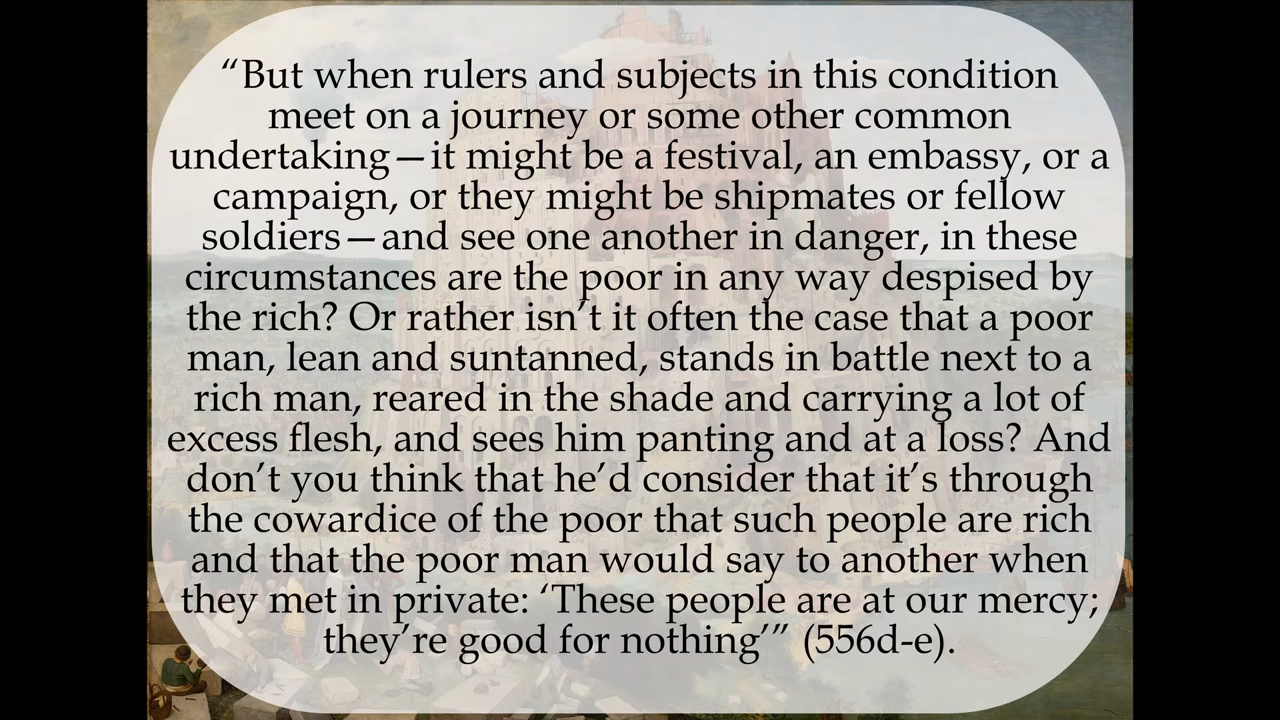 “But when rulers and subjects in this condition
meet on a journey or some other common
undertaking—it might be a festival, an embassy, or a
campaign, or they might be shipmates or fellow
soldiers—and see one another in danger, in these
circumstances are the poor in any way despised by
the rich? Or rather isn’t it often the case that a poor
man, lean and suntanned, stands in battle next to a
rich man, reared in the shade and carrying a lot of
excess flesh, and sees him panting and at a loss? And
don’t you think that he’d consider that it’s through
the cowardice of the poor that such people are rich
and that the poor man would say to another when
they met in private: ‘These people are at our mercy;
they’re good for nothing’” (556d-e).